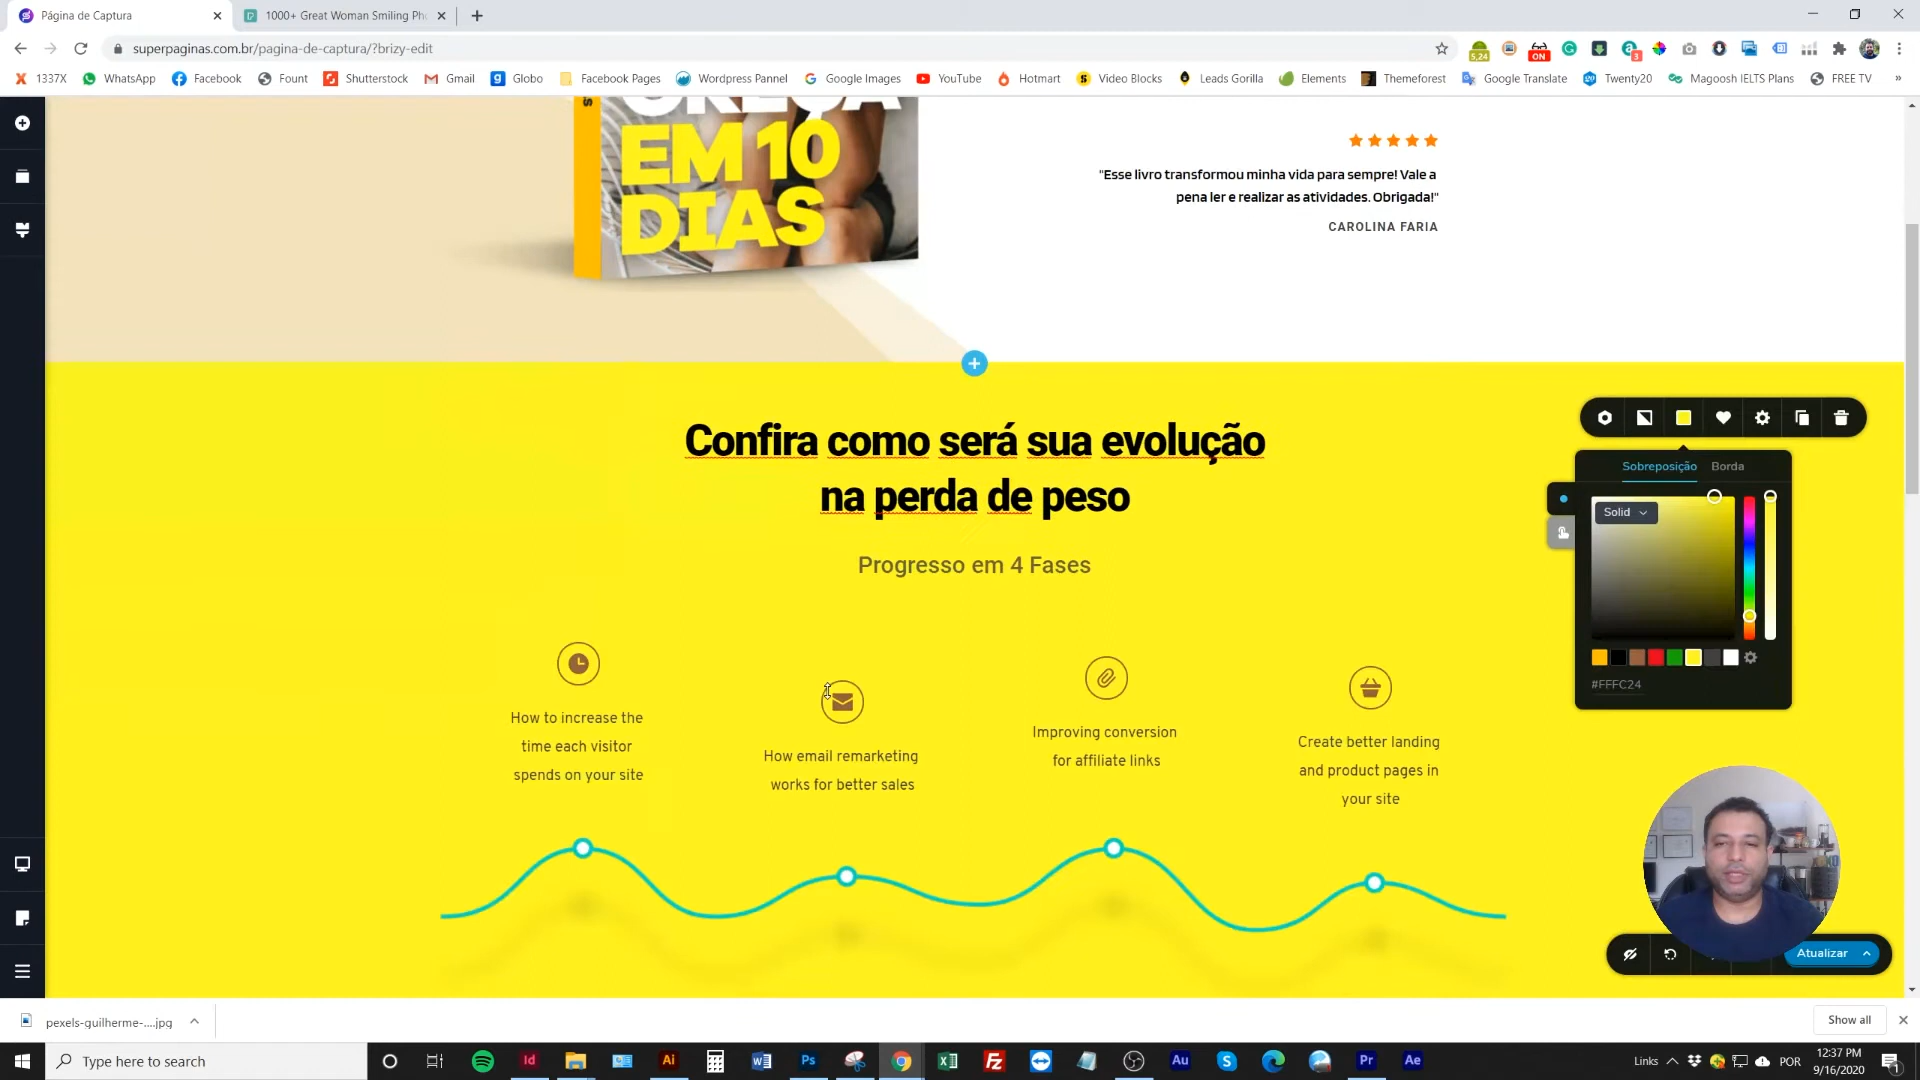 Página de Captura
1000+ Great Woman Smiling Pho
superpaginas.com.br/pagina-de-captura/?brizy-edit
5,24
ON
3
1337X
WhatsApp
Facebook
Fount
Shutterstock
Gmail
Globo
Facebook Pages
Wordpress Pannel
Google Images
YouTube
Hotmart
Video Blocks
Leads Gorilla
Elements
Themeforest
Google Translate
Twenty20
Magoosh IELTS Plans
FREE TV
EM 10
DIAS
"Esse livro transformou minha vida para sempre! Vale a
pena ler e realizar as atividades. Obrigada!"
CAROLINA FARIA
Confira como será sua evolução
na perda de peso
Progresso em 4 Fases
Sobreposição
Borda
Solid
#FFFC24
How to increase the
time each visitor
spends on your site
How email remarketing
works for better sales
Improving conversion
for affiliate links
Create better landing
and product pages in
your site
Atualizar
pexels-guilherme-....jpg
Show all
Type here to search
Links
POR
12:37 PM
9/16/2020